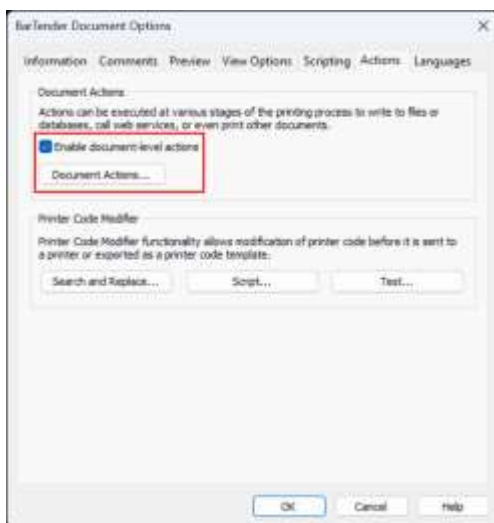 BarTender Document Options
Information Comments Preview View Options Scripting Actions Languages
Document Actions
Actions can be executed at various stages of the printing process to write to files or
databases, call web services, or even print other documents.
Enable document-level actions
Document Actions...
Printer Code Modifier
Printer Code Modifier functionality allows modification of printer code before it is sent to
a printer or exported as a printer code template.
Search and Replace... Script... Test...
OK Cancel Help